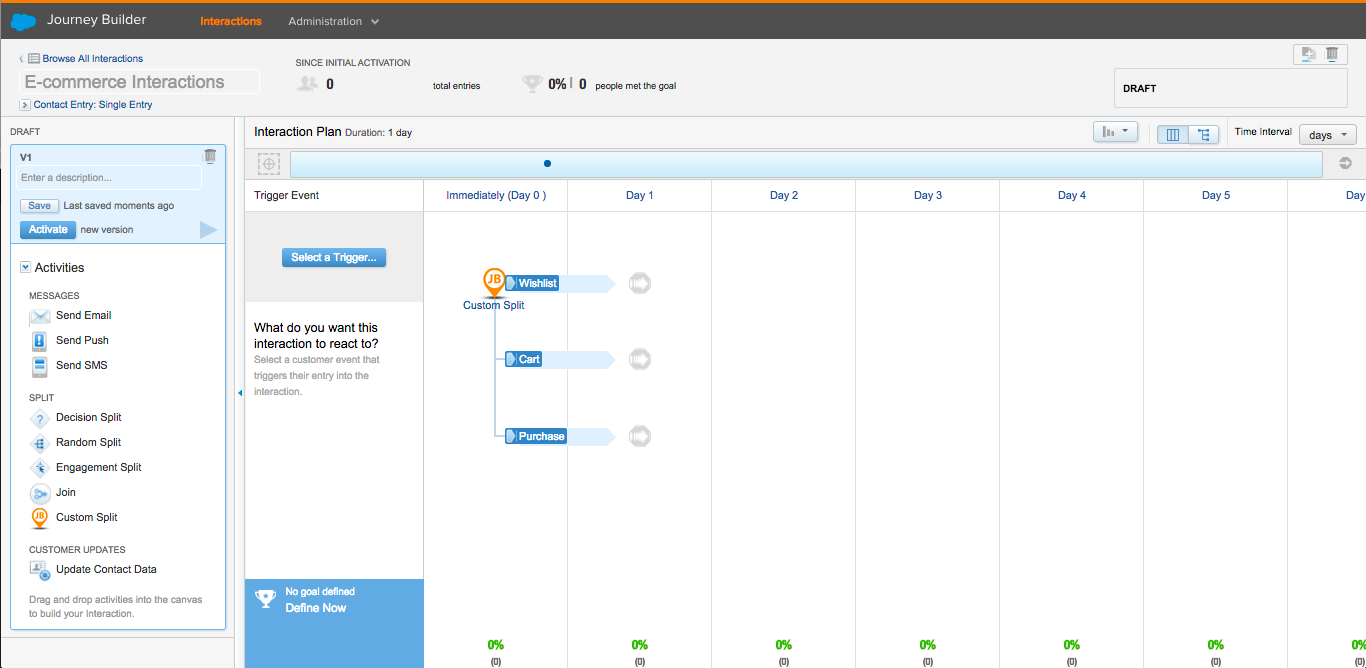 Journey Builder
Interactions
Administration
Browse All Interactions
E-commerce Interactions
Contact Entry: Single Entry
SINCE INITIAL ACTIVATION
0 total entries
0% | 0 people met the goal
DRAFT
DRAFT
V1
Enter a description...
Save Last saved moments ago
Activate new version
Activities
MESSAGES
Send Email
Send Push
Send SMS
SPLIT
Decision Split
Random Split
Engagement Split
Join
JB Custom Split
CUSTOMER UPDATES
Update Contact Data
Drag and drop activities into the canvas
to build your Interaction.
Interaction Plan Duration: 1 day
Time Interval days
Trigger Event Immediately (Day 0 ) Day 1 Day 2 Day 3 Day 4 Day 5 Day
Select a Trigger...
What do you want this
interaction to react to?
Select a customer event that
triggers their entry into the
interaction.
JB Wishlist
Custom Split
Cart
Purchase
No goal defined
Define Now
0% 0% 0% 0% 0% 0% 0%
(0) (0) (0) (0) (0) (0) (0)